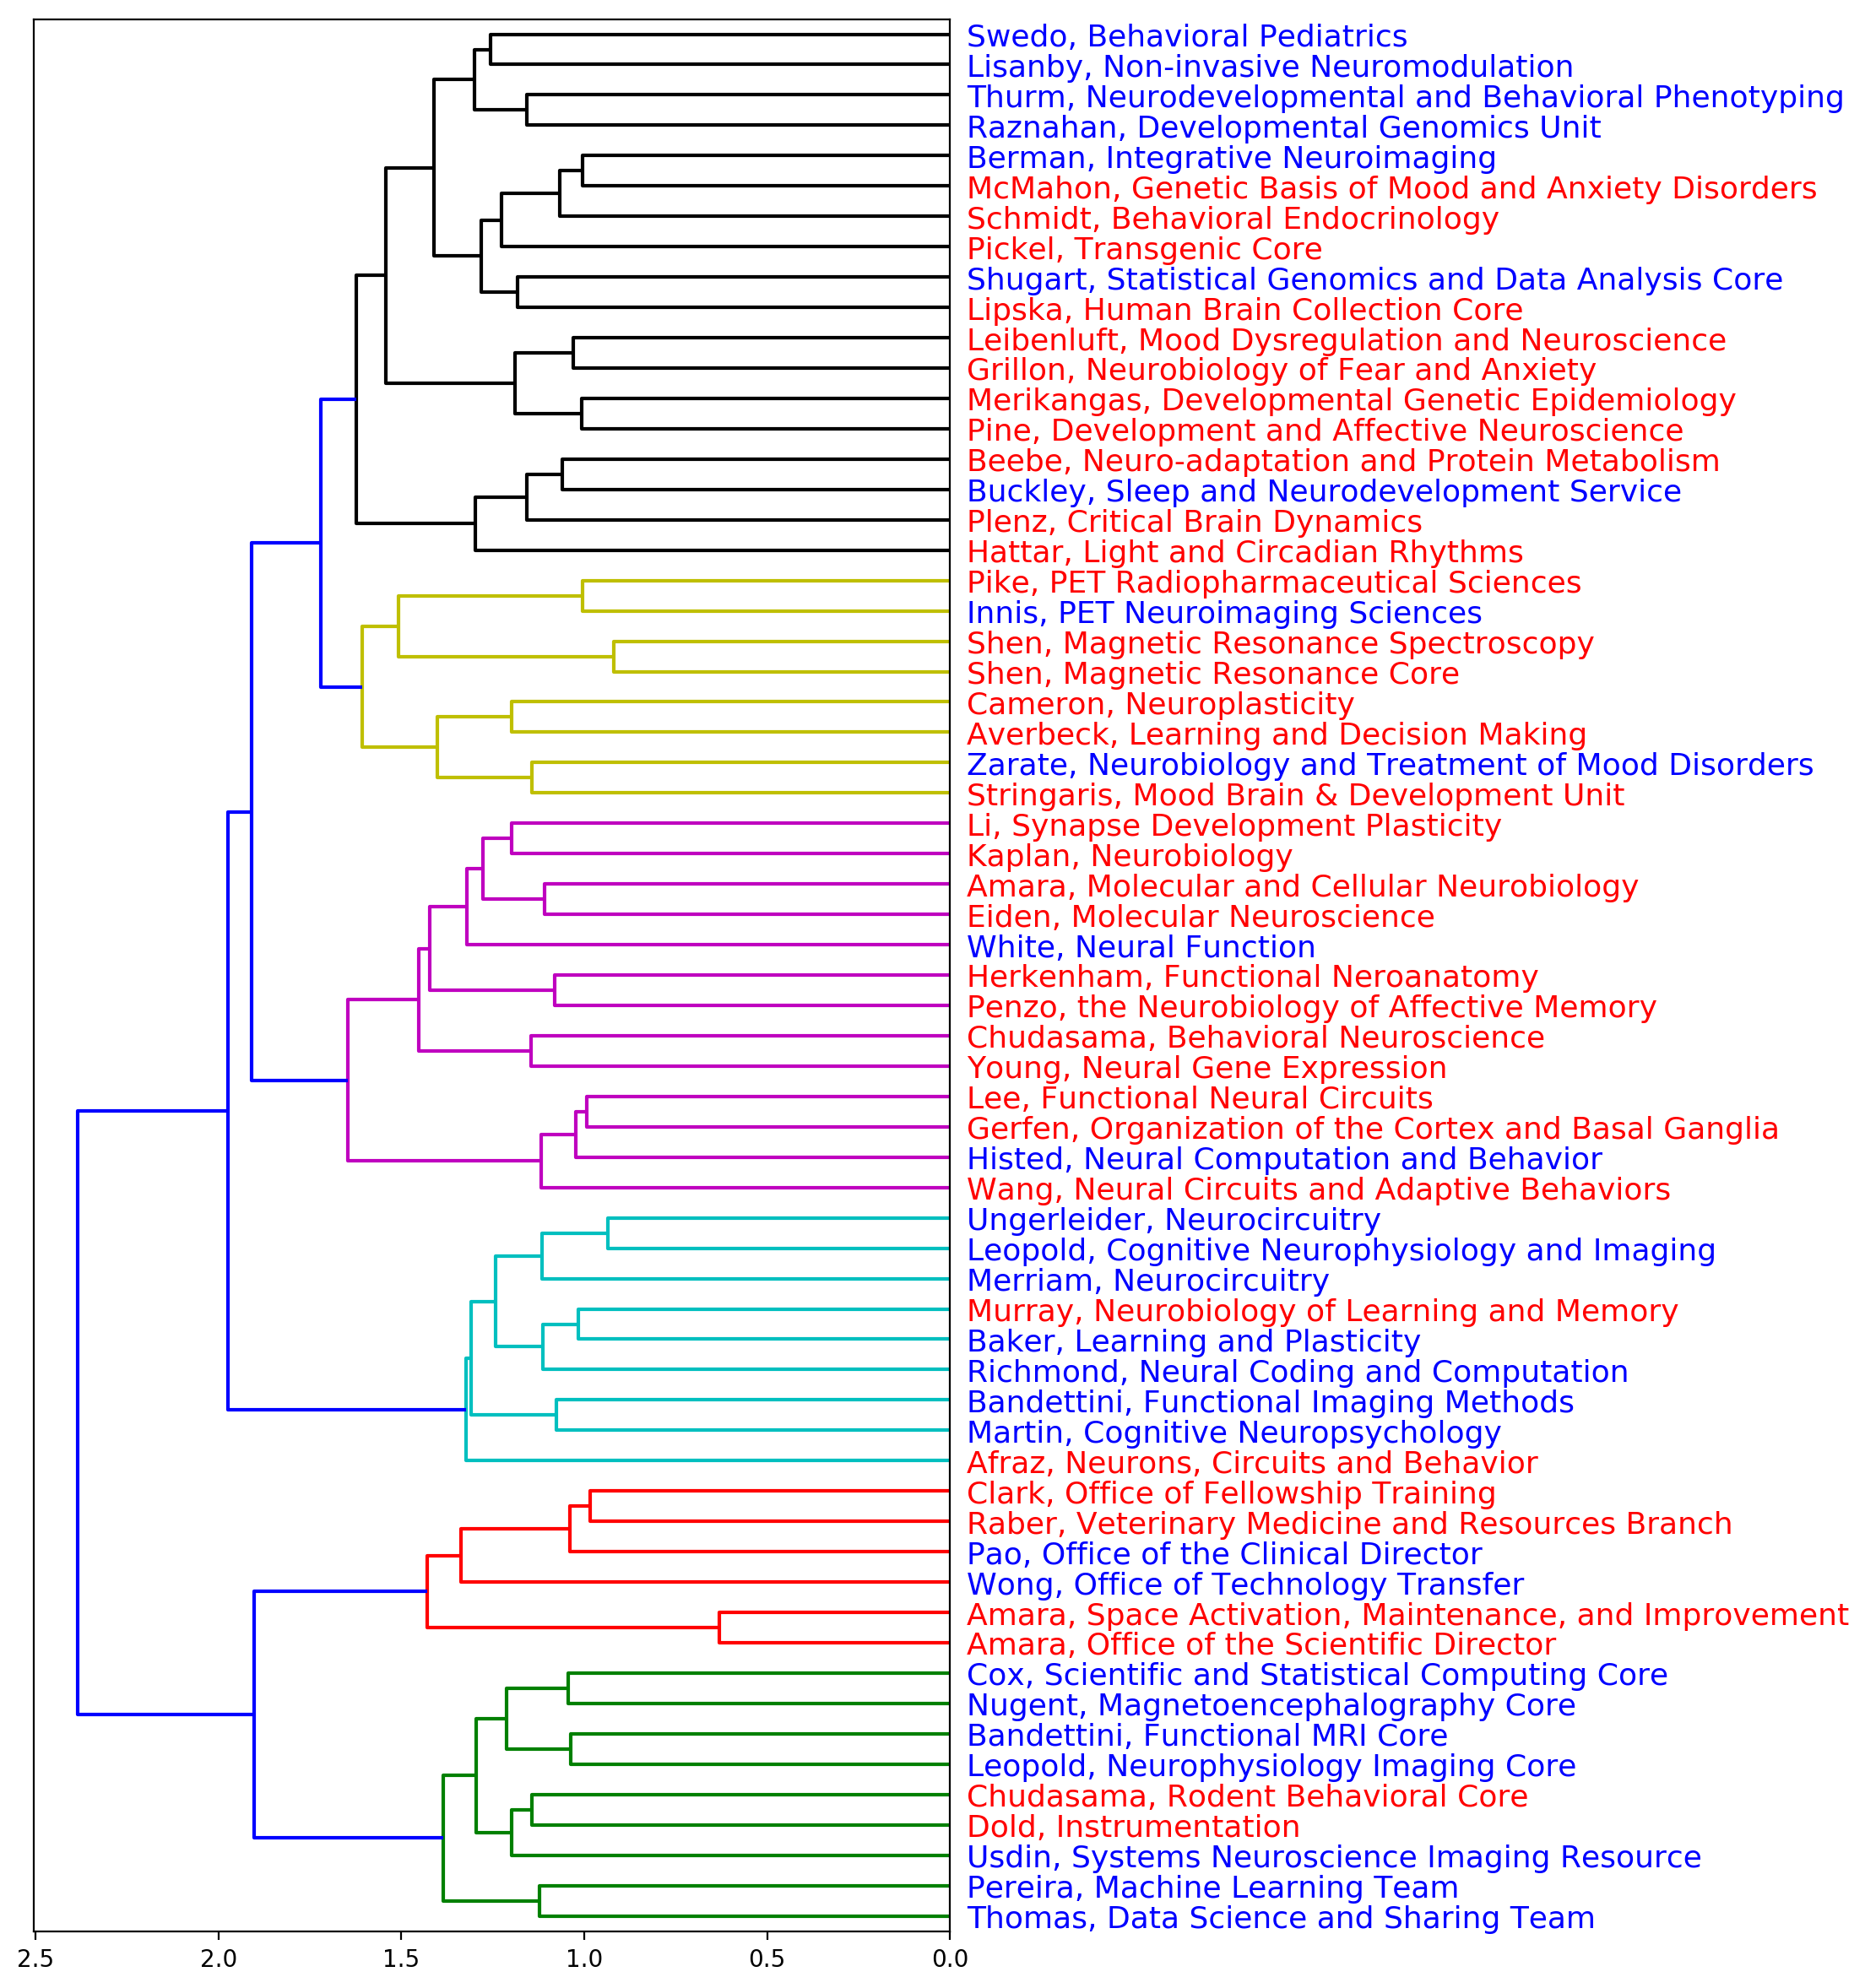 Swedo, Behavioral Pediatrics
Lisanby, Non-invasive Neuromodulation
Thurm, Neurodevelopmental and Behavioral Phenotyping
Raznahan, Developmental Genomics Unit
Berman, Integrative Neuroimaging
McMahon, Genetic Basis of Mood and Anxiety Disorders
Schmidt, Behavioral Endocrinology
Pickel, Transgenic Core
Shugart, Statistical Genomics and Data Analysis Core
Lipska, Human Brain Collection Core
Leibenluft, Mood Dysregulation and Neuroscience
Grillon, Neurobiology of Fear and Anxiety
Merikangas, Developmental Genetic Epidemiology
Pine, Development and Affective Neuroscience
Beebe, Neuro-adaptation and Protein Metabolism
Buckley, Sleep and Neurodevelopment Service
Plenz, Critical Brain Dynamics
Hattar, Light and Circadian Rhythms
Pike, PET Radiopharmaceutical Sciences
Innis, PET Neuroimaging Sciences
Shen, Magnetic Resonance Spectroscopy
Shen, Magnetic Resonance Core
Cameron, Neuroplasticity
Averbeck, Learning and Decision Making
Zarate, Neurobiology and Treatment of Mood Disorders
Stringaris, Mood Brain & Development Unit
Li, Synapse Development Plasticity
Kaplan, Neurobiology
Amara, Molecular and Cellular Neurobiology
Eiden, Molecular Neuroscience
White, Neural Function
Herkenham, Functional Neroanatomy
Penzo, the Neurobiology of Affective Memory
Chudasama, Behavioral Neuroscience
Young, Neural Gene Expression
Lee, Functional Neural Circuits
Gerfen, Organization of the Cortex and Basal Ganglia
Histed, Neural Computation and Behavior
Wang, Neural Circuits and Adaptive Behaviors
Ungerleider, Neurocircuitry
Leopold, Cognitive Neurophysiology and Imaging
Merriam, Neurocircuitry
Murray, Neurobiology of Learning and Memory
Baker, Learning and Plasticity
Richmond, Neural Coding and Computation
Bandettini, Functional Imaging Methods
Martin, Cognitive Neuropsychology
Afraz, Neurons, Circuits and Behavior
Clark, Office of Fellowship Training
Raber, Veterinary Medicine and Resources Branch
Pao, Office of the Clinical Director
Wong, Office of Technology Transfer
Amara, Space Activation, Maintenance, and Improvement
Amara, Office of the Scientific Director
Cox, Scientific and Statistical Computing Core
Nugent, Magnetoencephalography Core
Bandettini, Functional MRI Core
Leopold, Neurophysiology Imaging Core
Chudasama, Rodent Behavioral Core
Dold, Instrumentation
Usdin, Systems Neuroscience Imaging Resource
Pereira, Machine Learning Team
Thomas, Data Science and Sharing Team
2.5 2.0 1.5 1.0 0.5 0.0